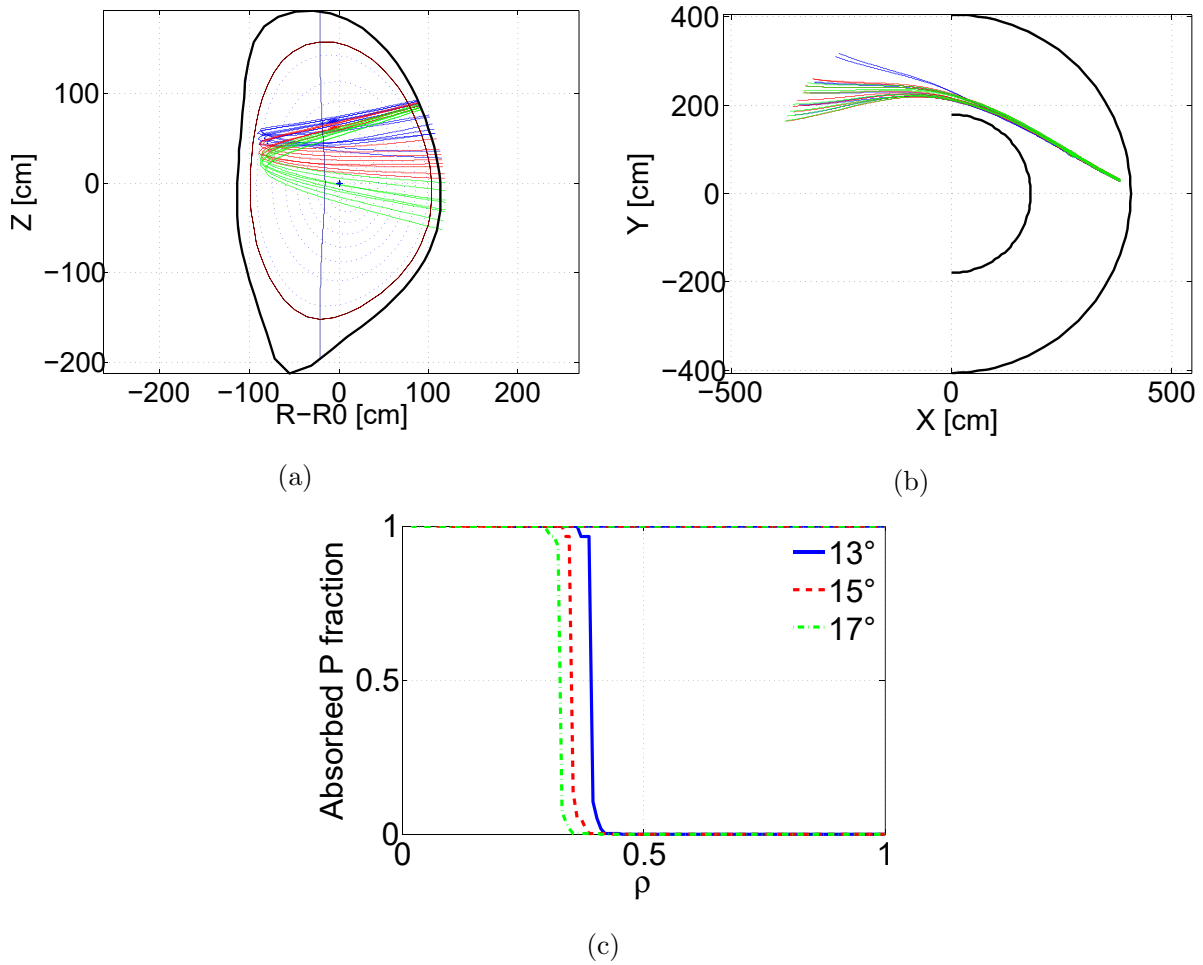 100
0
−100
−200
Z [cm]
−200 −100 0 100 200
R−R0 [cm]
(a)
400
200
0
−200
−400
Y [cm]
−500 0 500
X [cm]
(b)
1
0.5
0
Absorbed P fraction
13°
15°
17°
0 0.5 1
ρ
(c)